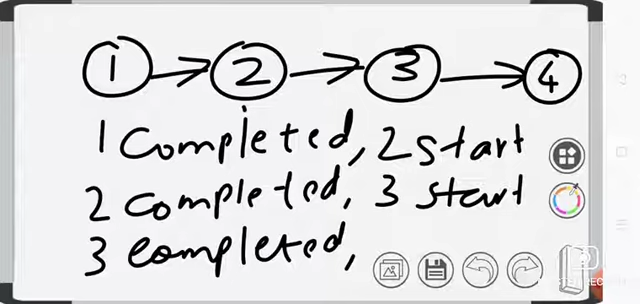 1 2 3 4
1 completed, 2 start
2 completed, 3 start
3 completed,